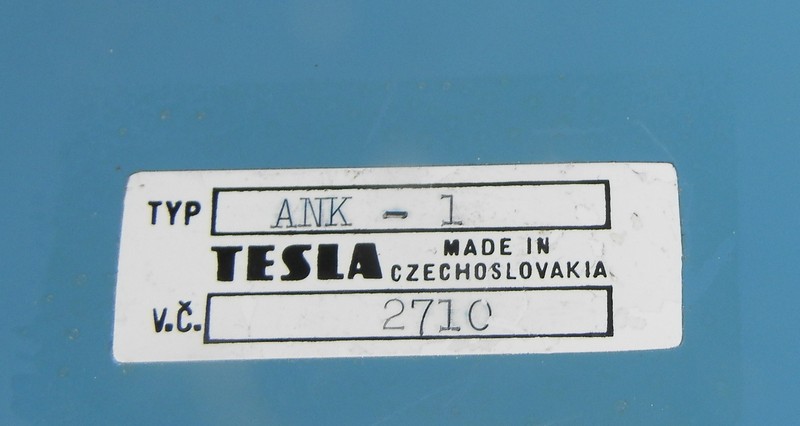 TYP ANK - 1
TESLA MADE IN
CZECHOSLOVAKIA
V.Č. 2710